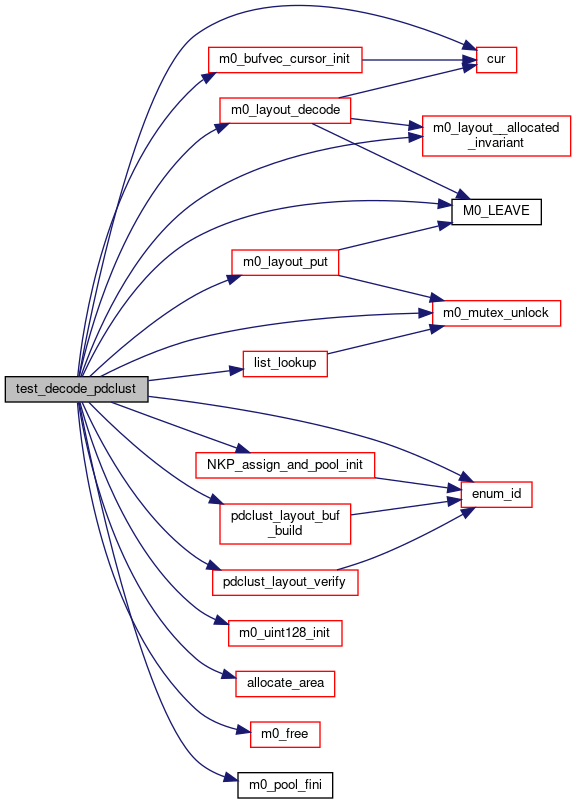 m0_bufvec_cursor_init
cur
m0_layout_decode
m0_layout__allocated
_invariant
M0_LEAVE
m0_layout_put
m0_mutex_unlock
list_lookup
test_decode_pdclust
NKP_assign_and_pool_init
enum_id
pdclust_layout_buf
_build
pdclust_layout_verify
m0_uint128_init
allocate_area
m0_free
m0_pool_fini